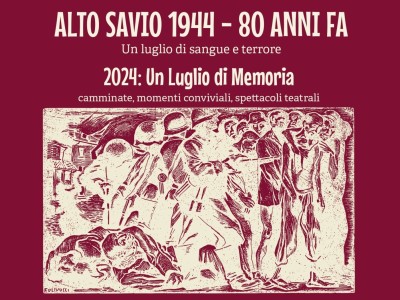 ALTO SAVIO 1944 – 80 ANNI FA
Un luglio di sangue e terrore
2024: Un Luglio di Memoria
camminate, momenti conviviali, spettacoli teatrali